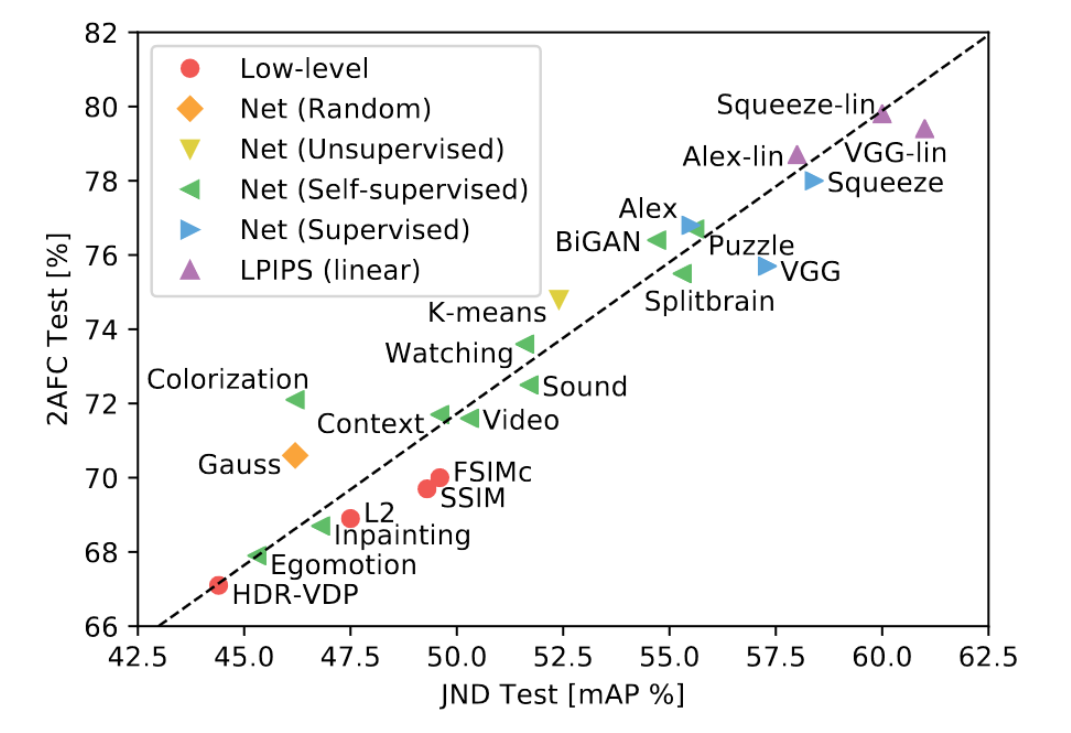 82
80
78
76
74
72
70
68
66
2AFC Test [%]
Low-level
Net (Random)
Net (Unsupervised)
Net (Self-supervised)
Net (Supervised)
LPIPS (linear)
Squeeze-lin
Alex-lin
VGG-lin
Squeeze
Alex
BiGAN
Puzzle
VGG
Splitbrain
K-means
Watching
Colorization
Sound
Context
Video
Gauss
FSIMc
SSIM
L2
Inpainting
Egomotion
HDR-VDP
42.5 45.0 47.5 50.0 52.5 55.0 57.5 60.0 62.5
JND Test [mAP %]